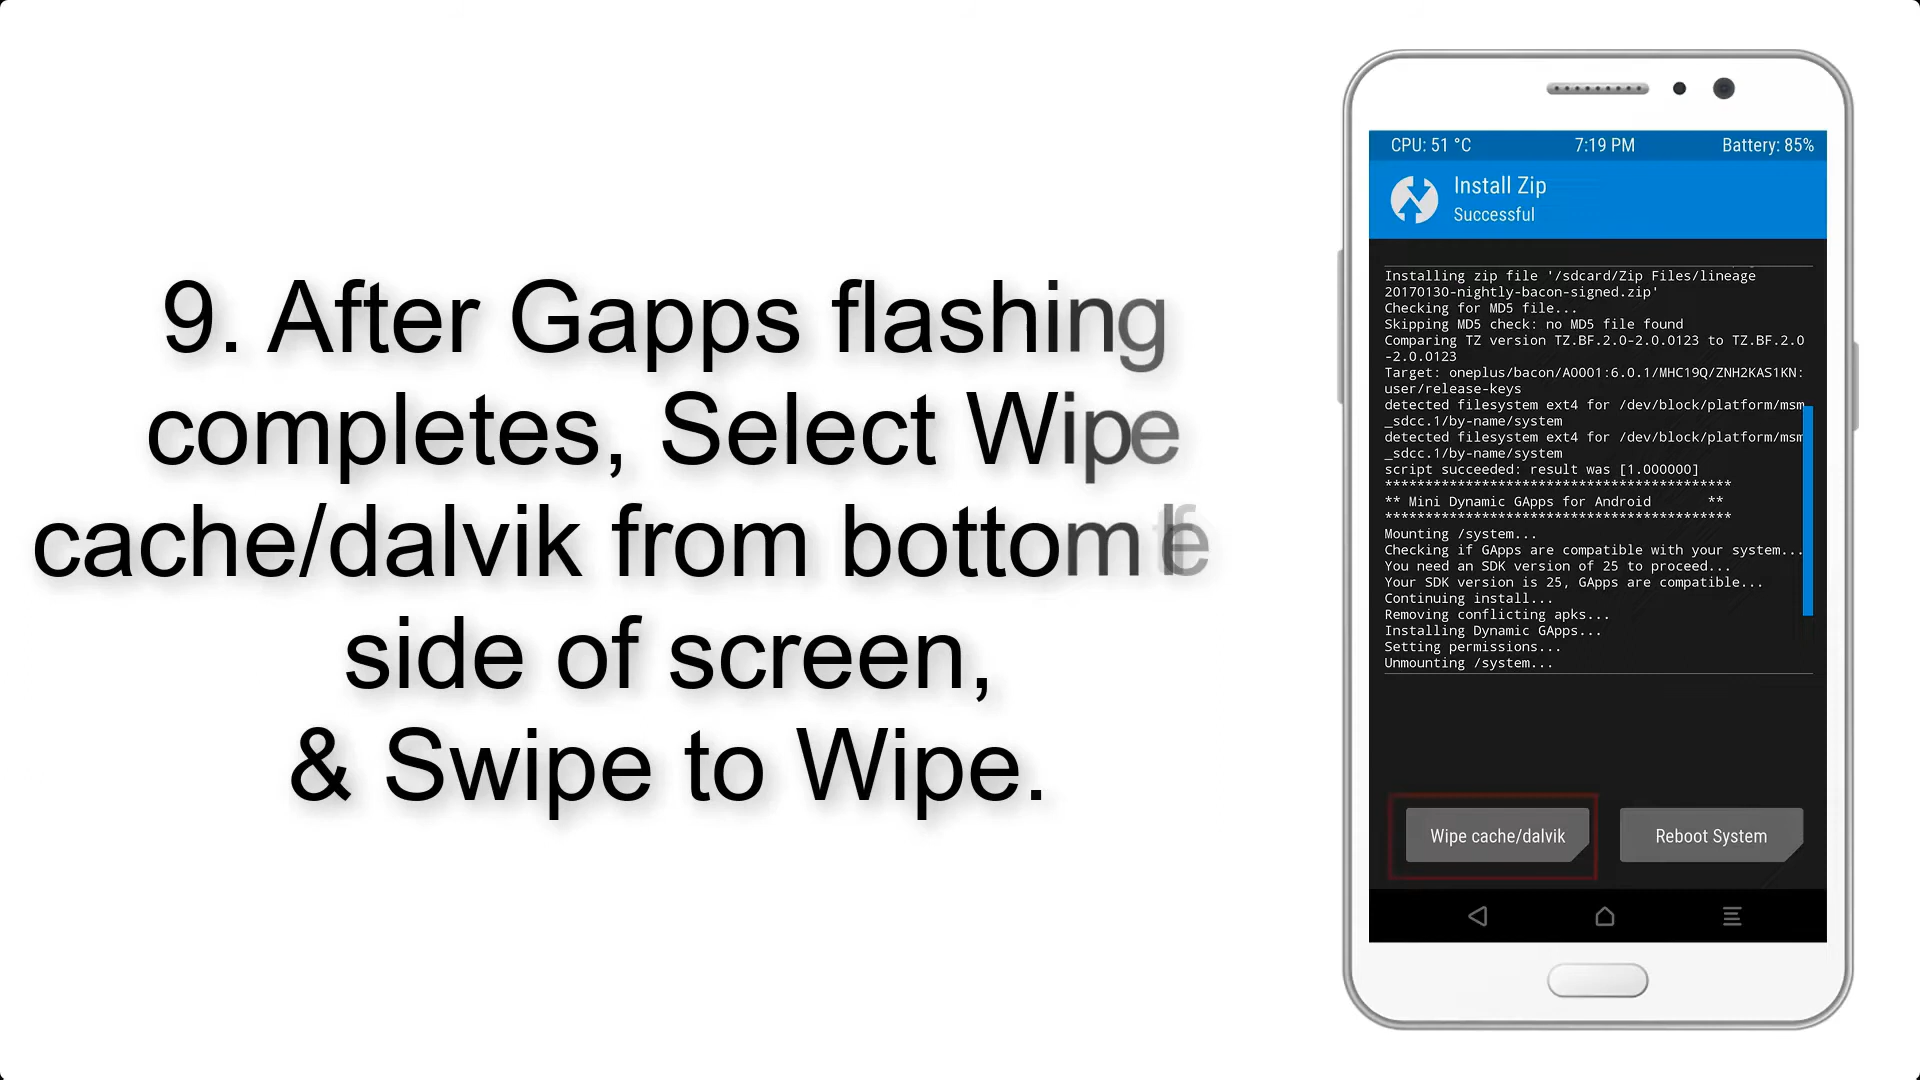 9. After Gapps flashing
completes, Select Wipe
cache/dalvik from bottom
side of screen,
& Swipe to Wipe.
CPU: 51 °C 7:19 PM Battery: 85%
Install Zip
Successful
Installing zip file '/sdcard/Zip Files/lineage
20170130-nightly-bacon-signed.zip'
Checking for MD5 file...
Skipping MD5 check: no MD5 file found
Comparing TZ version TZ.BF.2.0-2.0.0123 to TZ.BF.2.0
-2.0.0123
Target: oneplus/bacon/A0001:6.0.1/MHC19Q/ZNH2KAS1KN:
user/release-keys
detected filesystem ext4 for /dev/block/platform/msm
_sdcc.1/by-name/system
detected filesystem ext4 for /dev/block/platform/msm
_sdcc.1/by-name/system
script succeeded: result was [1.000000]
*******************************************
** Mini Dynamic GApps for Android **
*******************************************
Mounting /system...
Checking if GApps are compatible with your system...
You need an SDK version of 25 to proceed...
Your SDK version is 25, GApps are compatible...
Continuing install...
Removing conflicting apks...
Installing Dynamic GApps...
Setting permissions...
Unmounting /system...
Wipe cache/dalvik Reboot System